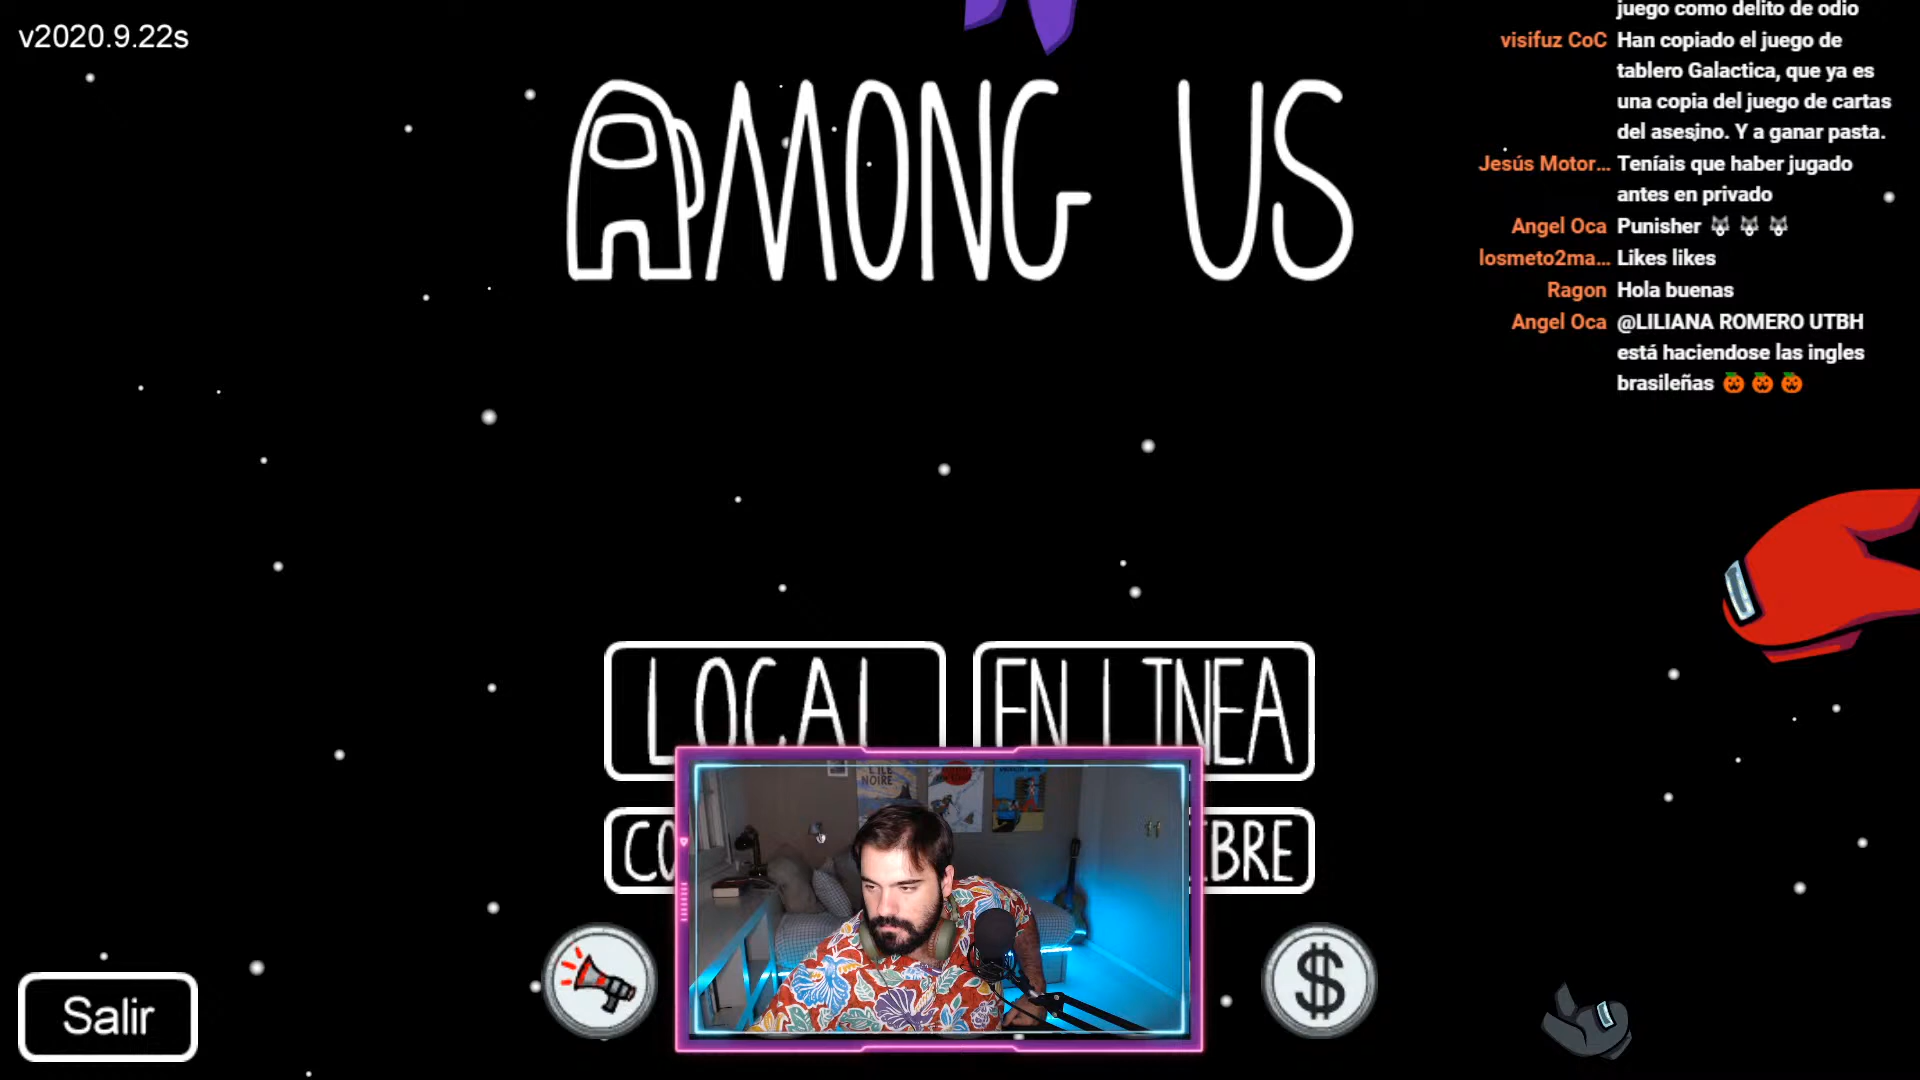 v2020.9.22s
AMONG US
juego como delito de odio
visifuz CoC Han copiado el juego de
tablero Galactica, que ya es
una copia del juego de cartas
del asesino. Y a ganar pasta.
Jesús Motor... Teníais que haber jugado
antes en privado
Angel Oca Punisher
losmeto2ma... Likes likes
Ragon Hola buenas
Angel Oca @LILIANA ROMERO UTBH
está haciendose las ingles
brasileñas
LOCAL
EN LINEA
L'ILE
NOIRE
CO
BRE
$
Salir